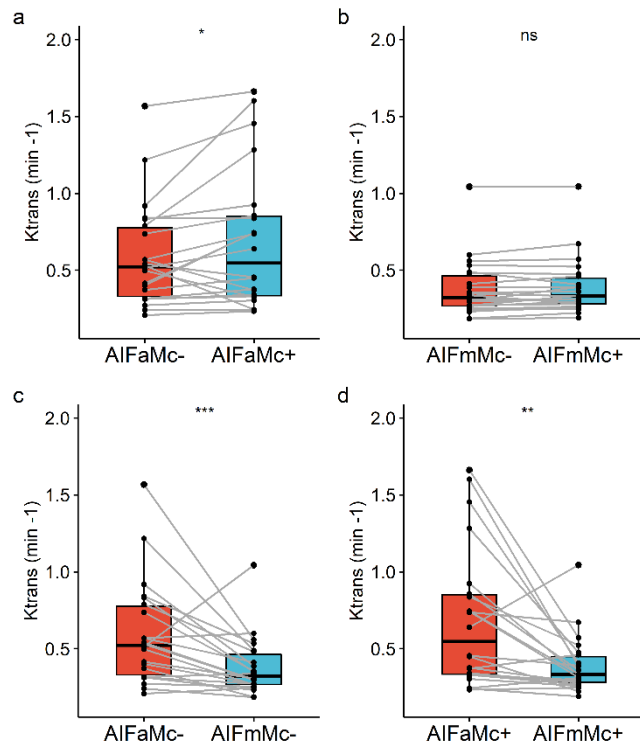 a
*
2.0
1.5
1.0
0.5
Ktrans (min -1)
AIFaMc- AIFaMc+
b
ns
2.0
1.5
1.0
0.5
Ktrans (min -1)
AIFmMc- AIFmMc+
c
***
2.0
1.5
1.0
0.5
Ktrans (min -1)
AIFaMc- AIFmMc-
d
**
2.0
1.5
1.0
0.5
Ktrans (min -1)
AIFaMc+ AIFmMc+